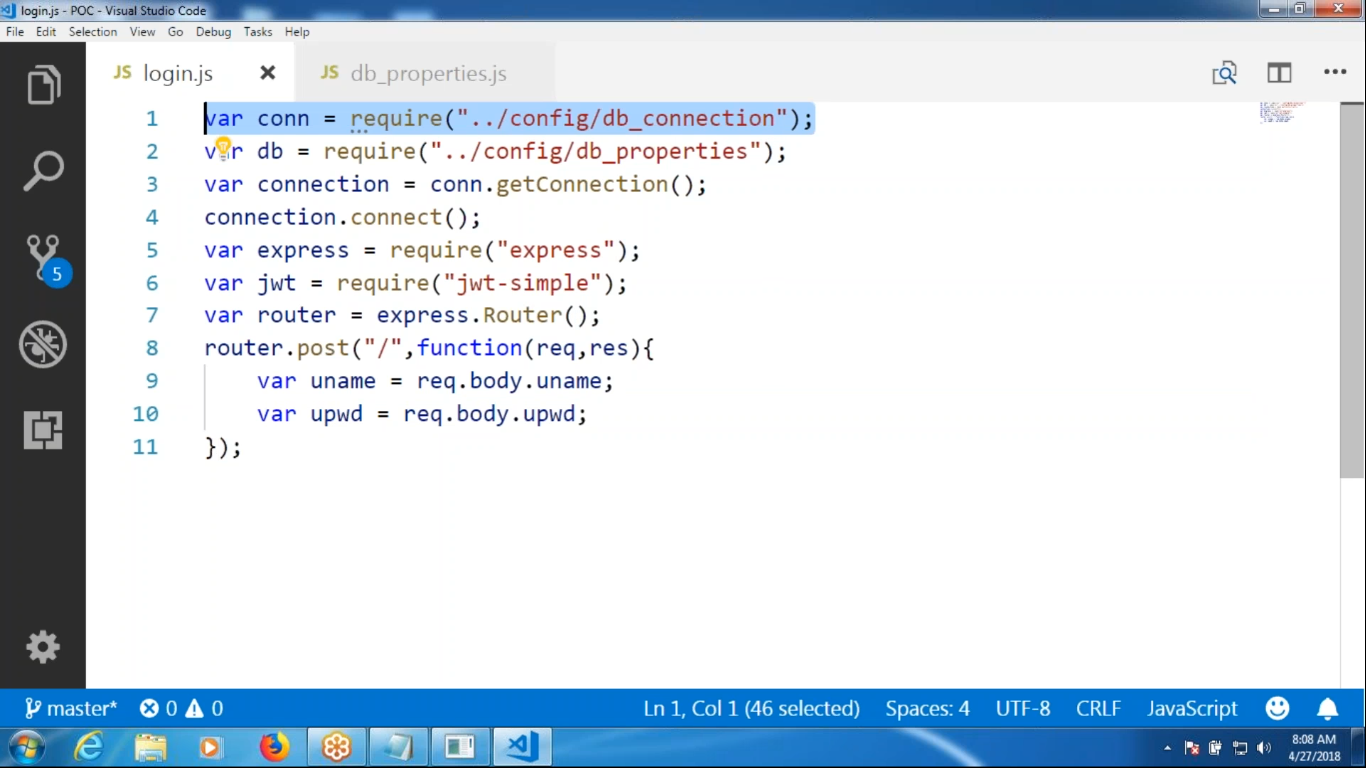 login.js - POC - Visual Studio Code
File Edit Selection View Go Debug Tasks Help
JS login.js JS db_properties.js
1 var conn = require("../config/db_connection");
2 var db = require("../config/db_properties");
3 var connection = conn.getConnection();
4 connection.connect();
5 var express = require("express");
6 var jwt = require("jwt-simple");
7 var router = express.Router();
8 router.post("/",function(req,res){
9 var uname = req.body.uname;
10 var upwd = req.body.upwd;
11 });
5
master* 0 0 Ln 1, Col 1 (46 selected) Spaces: 4 UTF-8 CRLF JavaScript
8:08 AM
4/27/2018